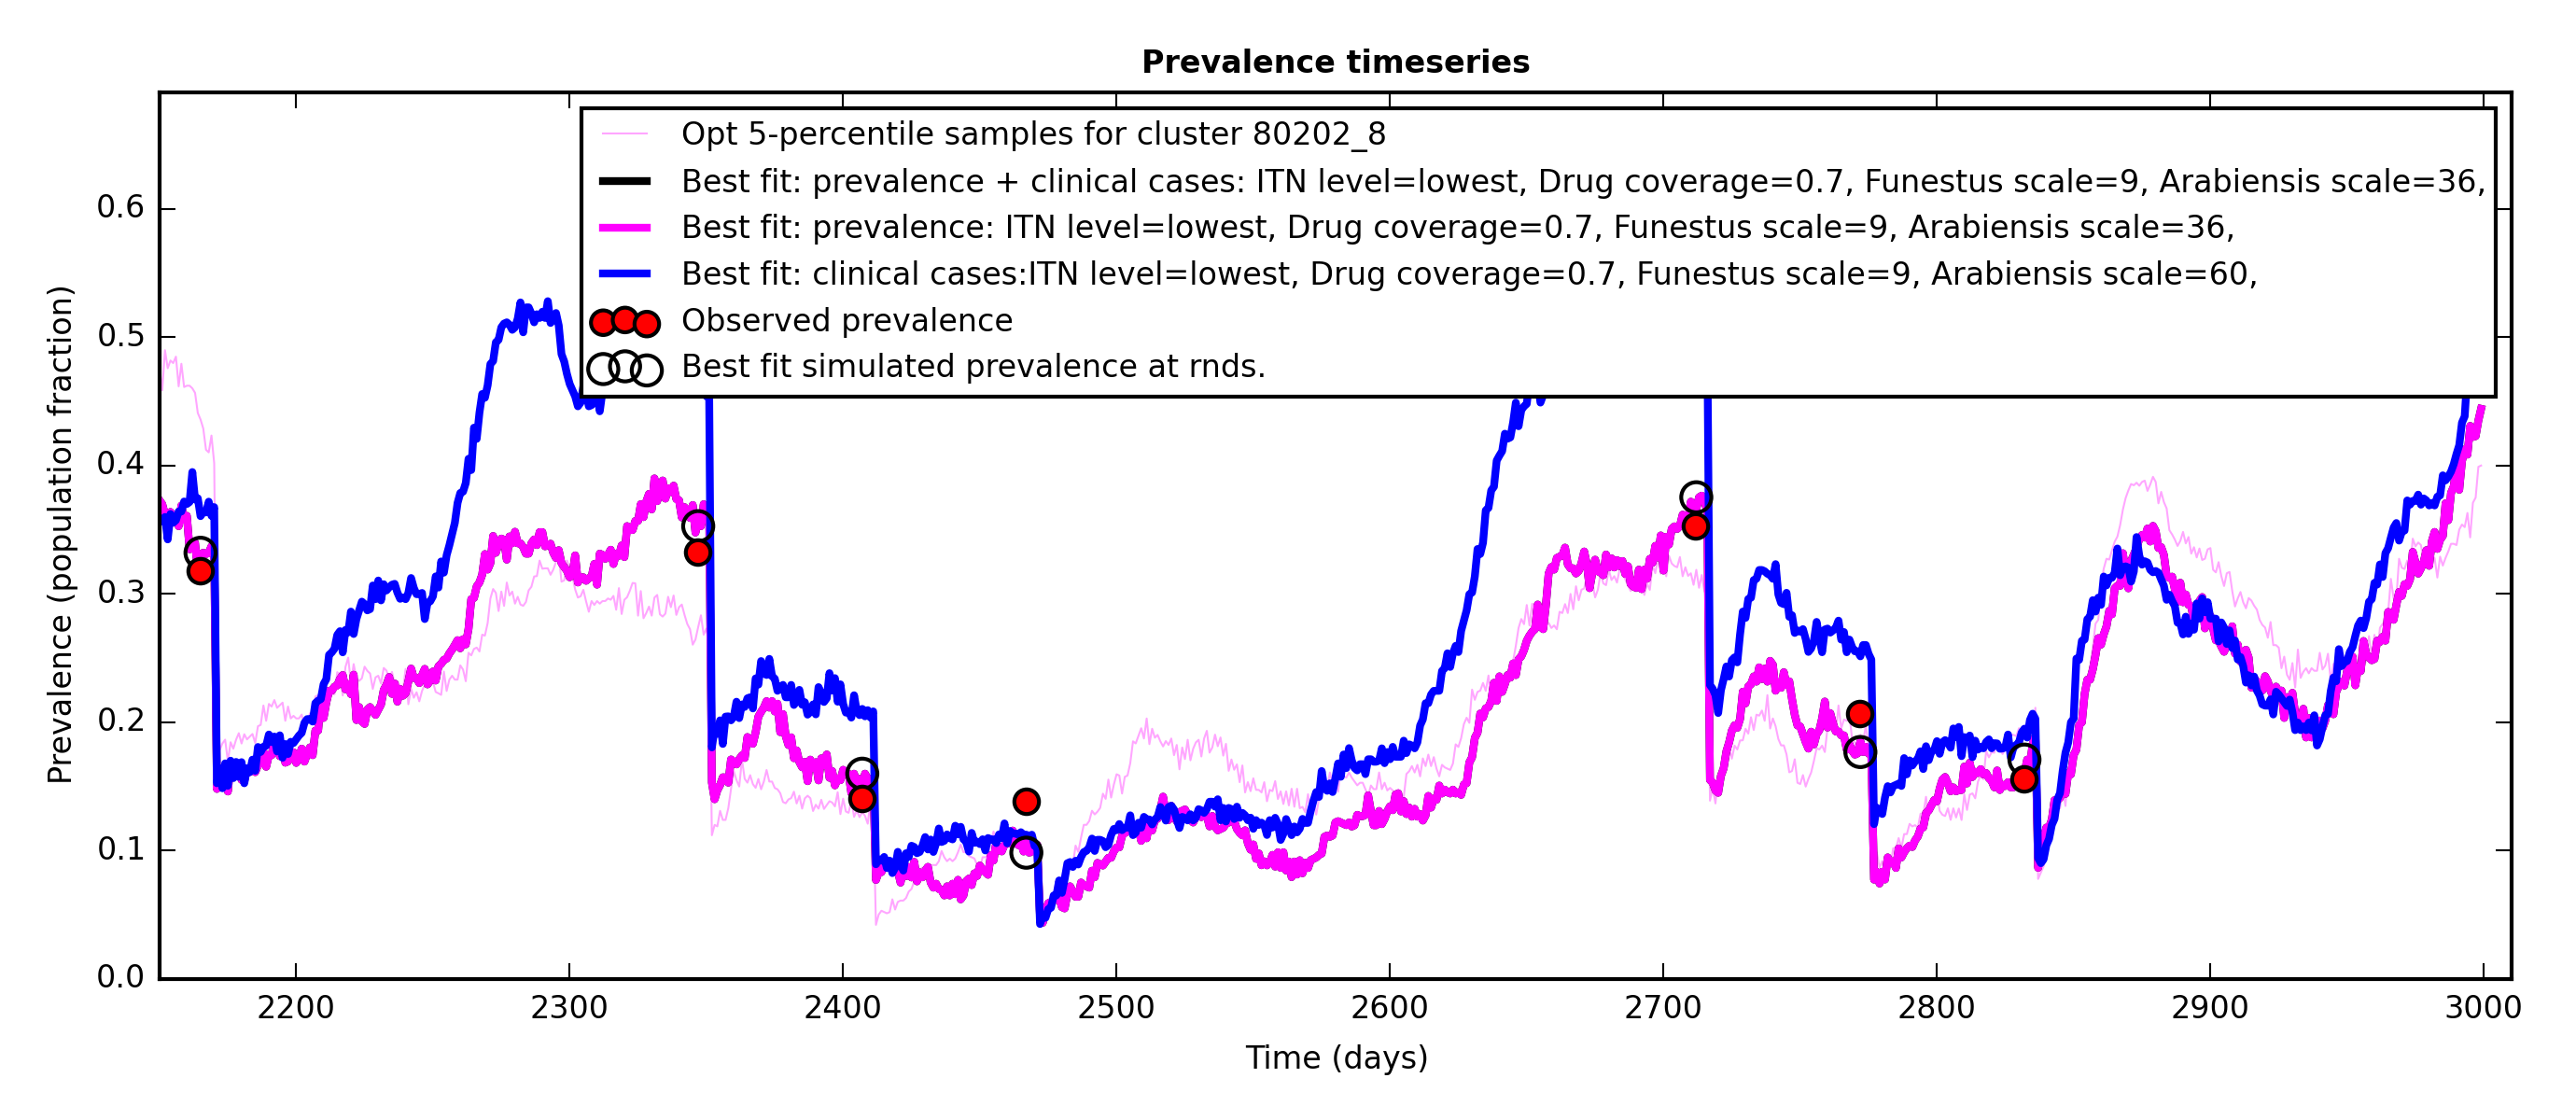 Prevalence timeseries
Opt 5-percentile samples for cluster 80202_8
Best fit: prevalence + clinical cases: ITN level=lowest, Drug coverage=0.7, Funestus scale=9, Arabiensis scale=36,
Best fit: prevalence: ITN level=lowest, Drug coverage=0.7, Funestus scale=9, Arabiensis scale=36,
Best fit: clinical cases:ITN level=lowest, Drug coverage=0.7, Funestus scale=9, Arabiensis scale=60,
Observed prevalence
Best fit simulated prevalence at rnds.
Prevalence (population fraction)
0.6
0.5
0.4
0.3
0.2
0.1
0.0
2200 2300 2400 2500 2600 2700 2800 2900 3000
Time (days)